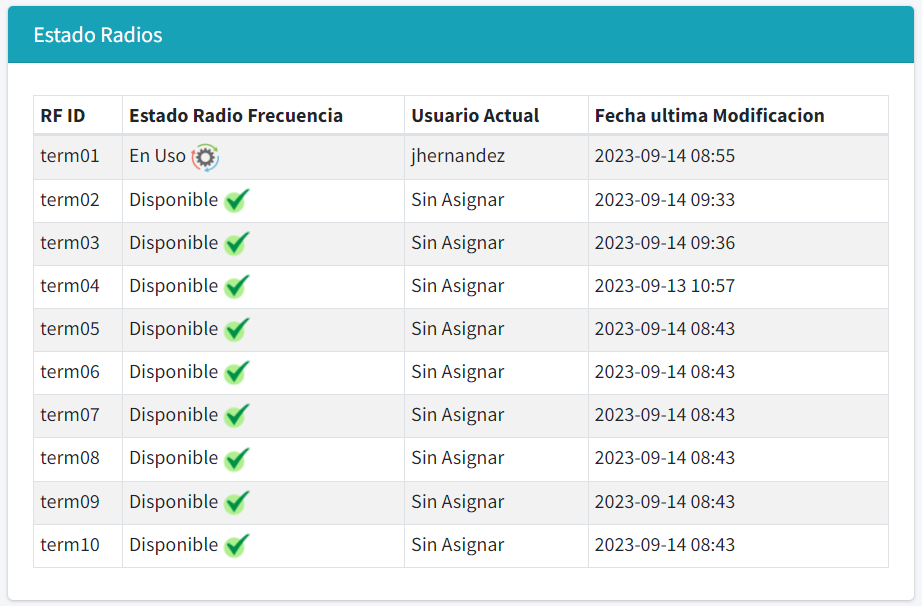 Estado Radios
RF ID Estado Radio Frecuencia Usuario Actual Fecha ultima Modificacion
term01 En Uso jhernandez 2023-09-14 08:55
term02 Disponible Sin Asignar 2023-09-14 09:33
term03 Disponible Sin Asignar 2023-09-14 09:36
term04 Disponible Sin Asignar 2023-09-13 10:57
term05 Disponible Sin Asignar 2023-09-14 08:43
term06 Disponible Sin Asignar 2023-09-14 08:43
term07 Disponible Sin Asignar 2023-09-14 08:43
term08 Disponible Sin Asignar 2023-09-14 08:43
term09 Disponible Sin Asignar 2023-09-14 08:43
term10 Disponible Sin Asignar 2023-09-14 08:43